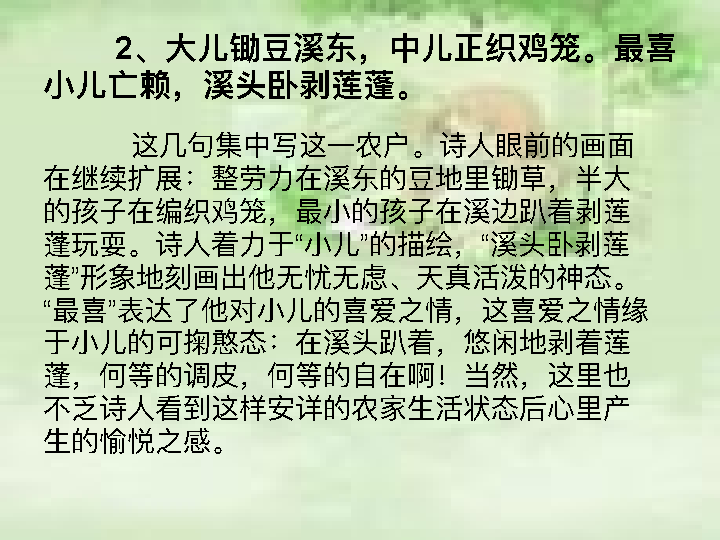 2、大儿锄豆溪东，中儿正织鸡笼。最喜
小儿亡赖，溪头卧剥莲蓬。
这几句集中写这一农户。诗人眼前的画面
在继续扩展：整劳力在溪东的豆地里锄草，半大
的孩子在编织鸡笼，最小的孩子在溪边趴着剥莲
蓬玩耍。诗人着力于“小儿”的描绘，“溪头卧剥莲
蓬”形象地刻画出他无忧无虑、天真活泼的神态。
“最喜”表达了他对小儿的喜爱之情，这喜爱之情缘
于小儿的可掬憨态：在溪头趴着，悠闲地剥着莲
蓬，何等的调皮，何等的自在啊！当然，这里也
不乏诗人看到这样安详的农家生活状态后心里产
生的愉悦之感。